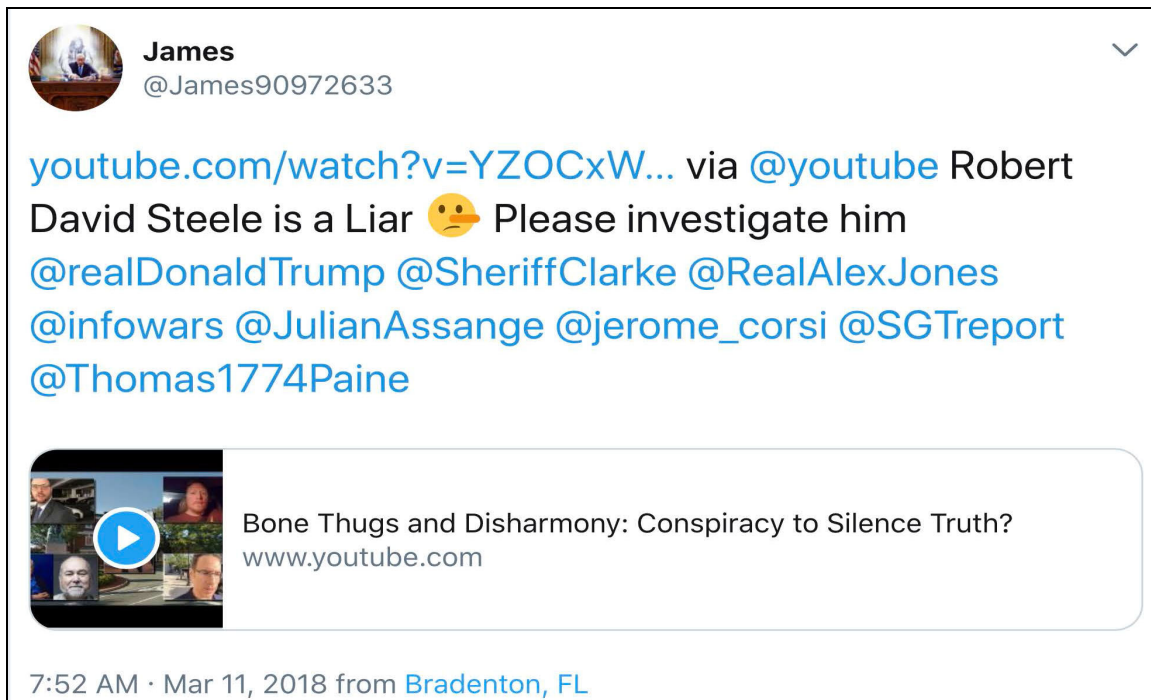 James
@James90972633
youtube.com/watch?v=YZOCxW... via @youtube Robert
David Steele is a Liar 🤥 Please investigate him
@realDonaldTrump @SheriffClarke @RealAlexJones
@infowars @JulianAssange @jerome_corsi @SGTreport
@Thomas1774Paine
Bone Thugs and Disharmony: Conspiracy to Silence Truth?
www.youtube.com
7:52 AM · Mar 11, 2018 from Bradenton, FL